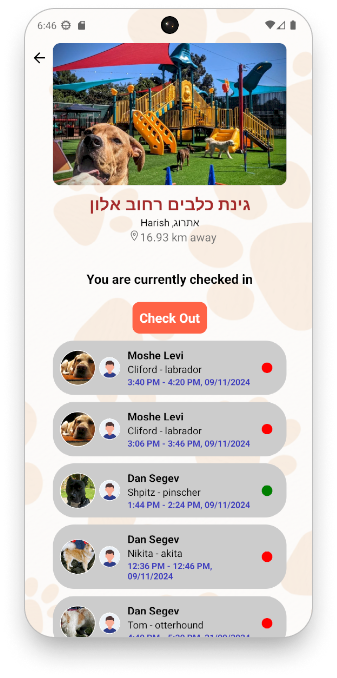 6:46
גינת כלבים רחוב אלון
אתרוג, Harish
16.93 km away
You are currently checked in
Check Out
Moshe Levi
Cliford - labrador
3:40 PM - 4:20 PM, 09/11/2024
Moshe Levi
Cliford - labrador
3:06 PM - 3:46 PM, 09/11/2024
Dan Segev
Shpitz - pinscher
1:44 PM - 2:24 PM, 09/11/2024
Dan Segev
Nikita - akita
12:36 PM - 12:46 PM,
09/11/2024
Dan Segev
Tom - otterhound